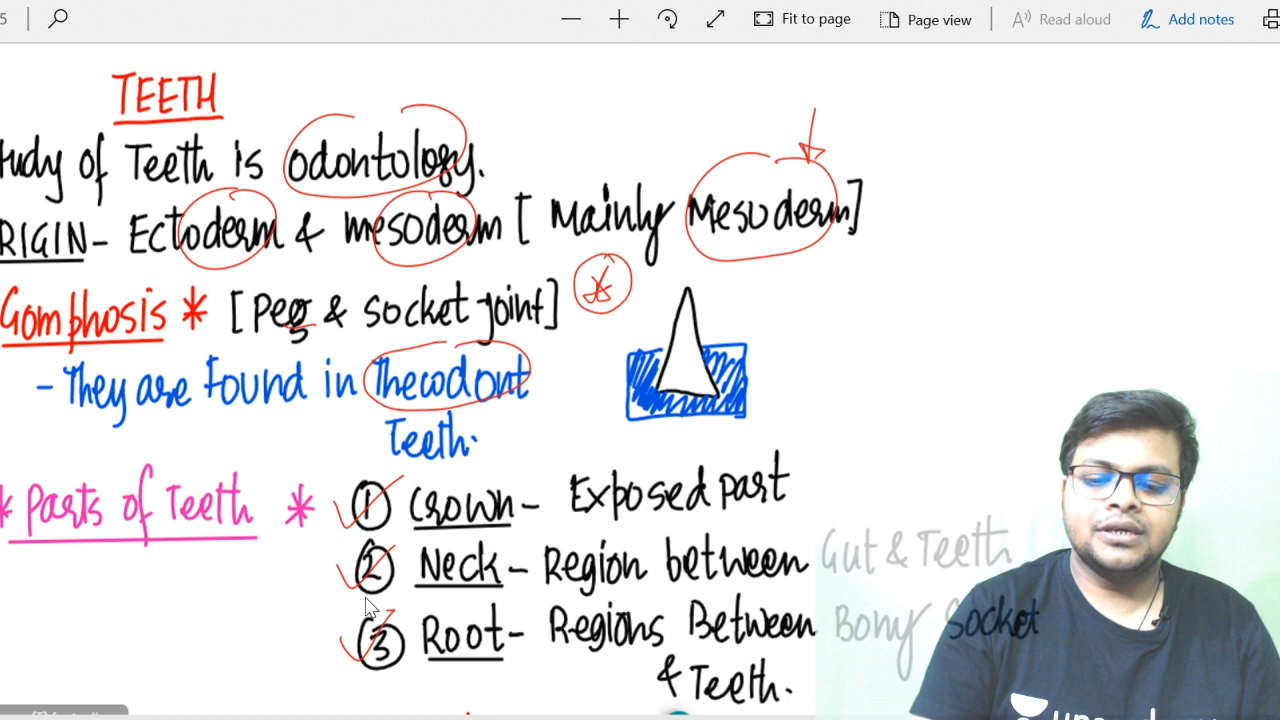 5 Fit to page Page view Read aloud Add notes
TEETH
tudy of Teeth is odontology.
RIGIN- Ectoderm & mesoderm [ Mainly Mesoderm]
Gomphosis * [Peg & socket joint]
- They are found in Thecodont
Teeth.
* Parts of Teeth * ① Crown- Exposed part
② Neck- Region between Gut & Teeth
③ Root- Regions Between Bony Socket
& Teeth.